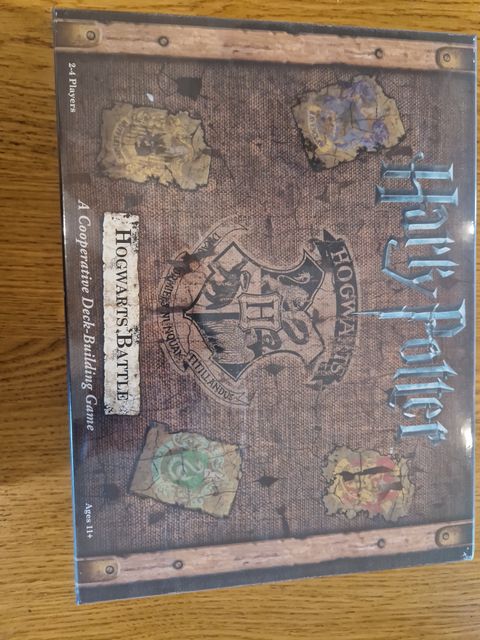 Harry Potter
HOGWARTS
DRACO DORMIENS
NUNQUAM TITILLANDUS
HOGWARTS BATTLE
A Cooperative Deck-Building Game
2-4 Players
Ages 11+